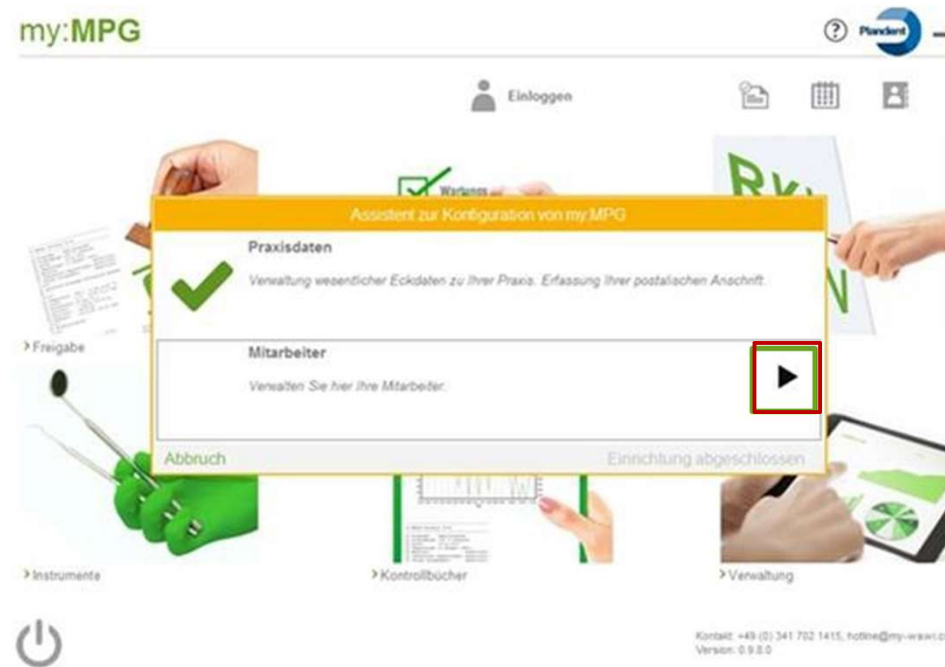 my:MPG
?
Plandent
Einloggen
Wartungs
Assistent zur Konfiguration von my:MPG
Praxisdaten
Verwaltung wesentlicher Eckdaten zu Ihrer Praxis. Erfassung Ihrer postalischen Anschrift.
Freigabe
Mitarbeiter
Verwalten Sie hier Ihre Mitarbeiter.
Abbruch
Einrichtung abgeschlossen
Instrumente
Kontrollbücher
Verwaltung
Kontakt: +49 (0) 341 702 1415, hotline@my-wawi.
Version: 0.9.8.0